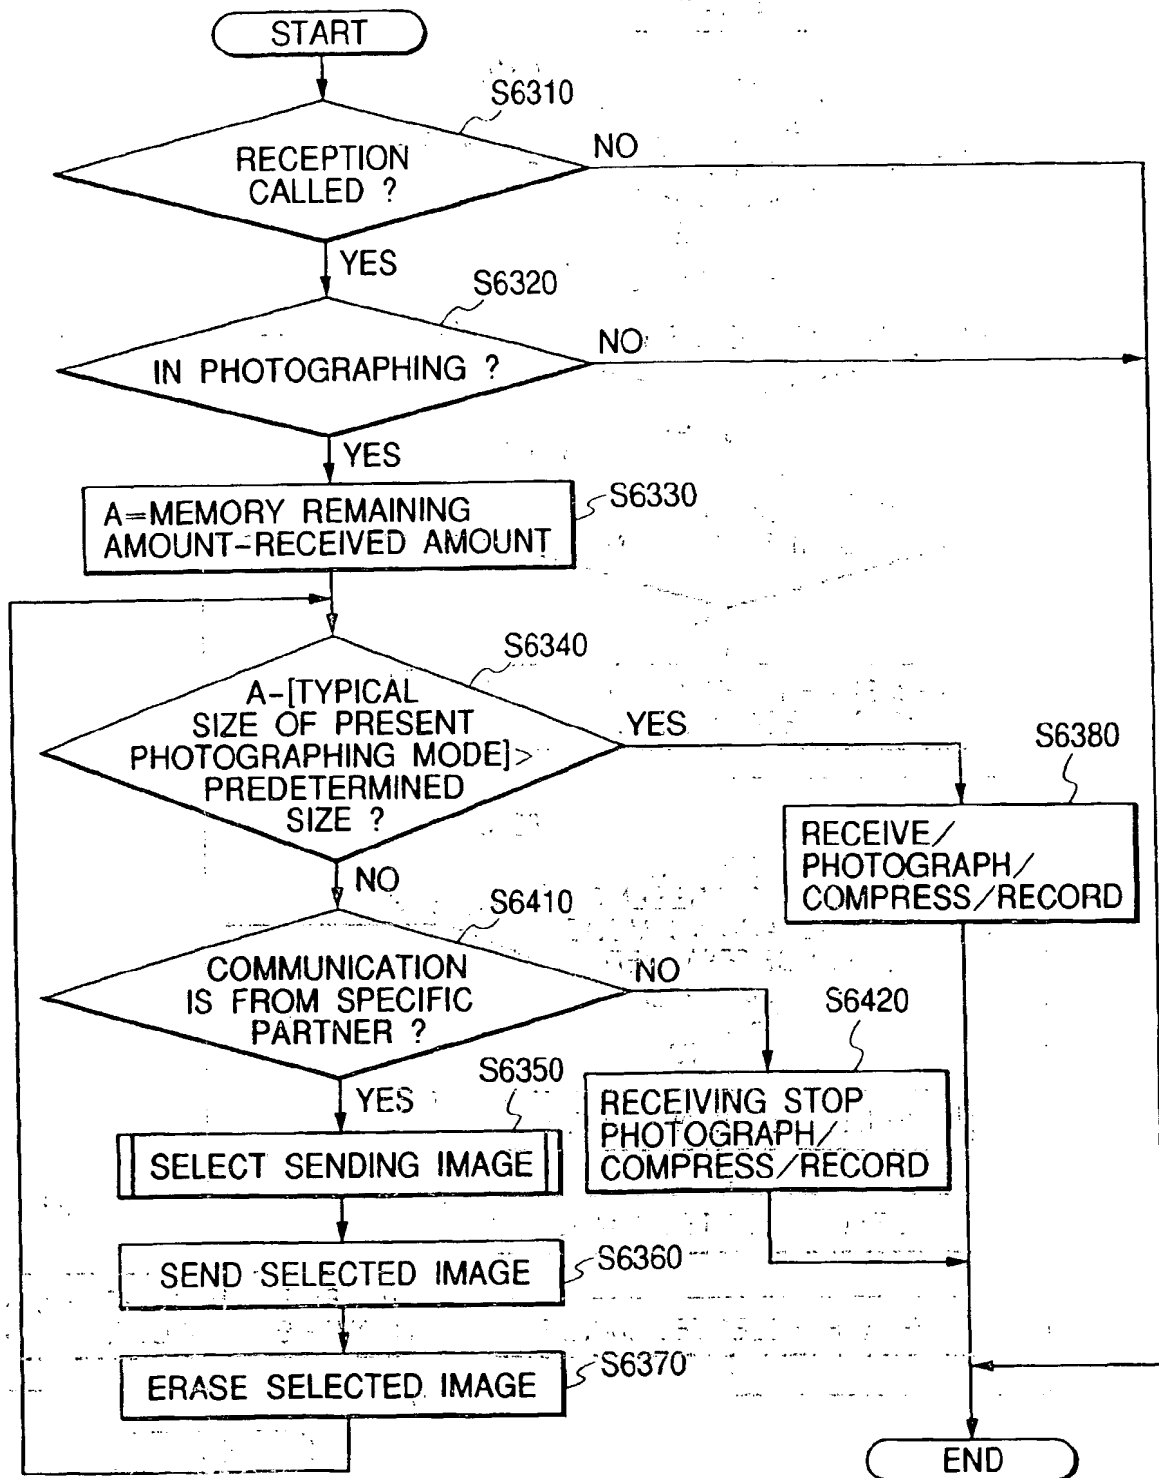 START
S6310
RECEPTION
CALLED ?
NO
YES
S6320
IN PHOTOGRAPHING ?
NO
YES
S6330
A=MEMORY REMAINING
AMOUNT-RECEIVED AMOUNT
S6340
A-[TYPICAL
SIZE OF PRESENT
PHOTOGRAPHING MODE]>
PREDETERMINED
SIZE ?
YES
S6380
RECEIVE/
PHOTOGRAPH/
COMPRESS/RECORD
NO
S6410
COMMUNICATION
IS FROM SPECIFIC
PARTNER ?
NO
S6420
RECEIVING STOP
PHOTOGRAPH/
COMPRESS/RECORD
YES
S6350
SELECT SENDING IMAGE
SEND SELECTED IMAGE
S6360
ERASE SELECTED IMAGE
S6370
END